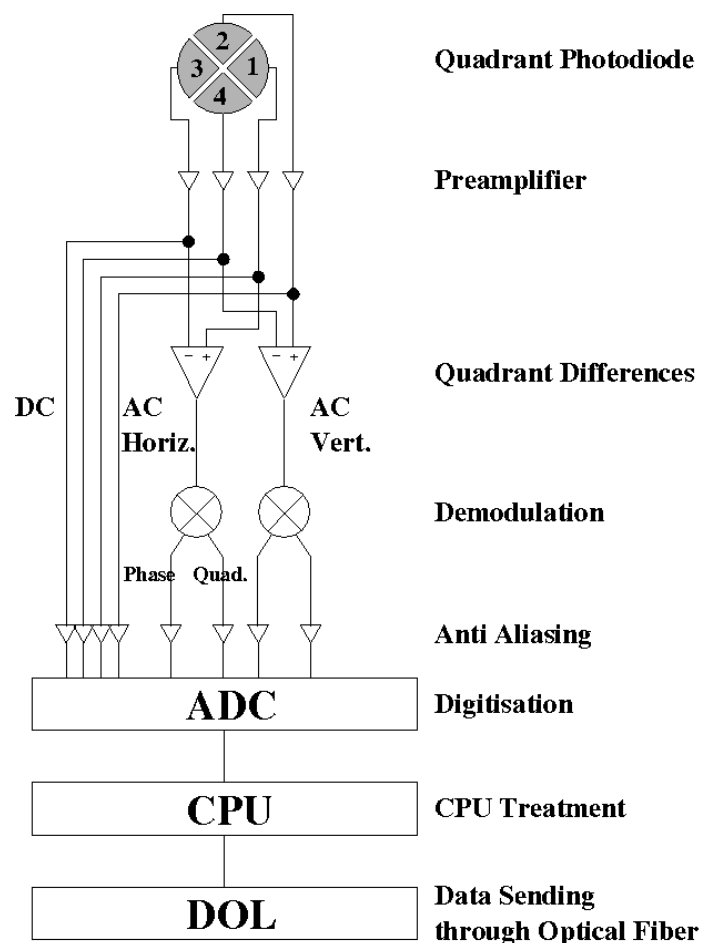 2
3 1
4
Quadrant Photodiode
Preamplifier
- + - +
Quadrant Differences
DC
AC
Horiz.
AC
Vert.
Demodulation
Phase Quad.
Anti Aliasing
ADC
Digitisation
CPU
CPU Treatment
DOL
Data Sending
through Optical Fiber